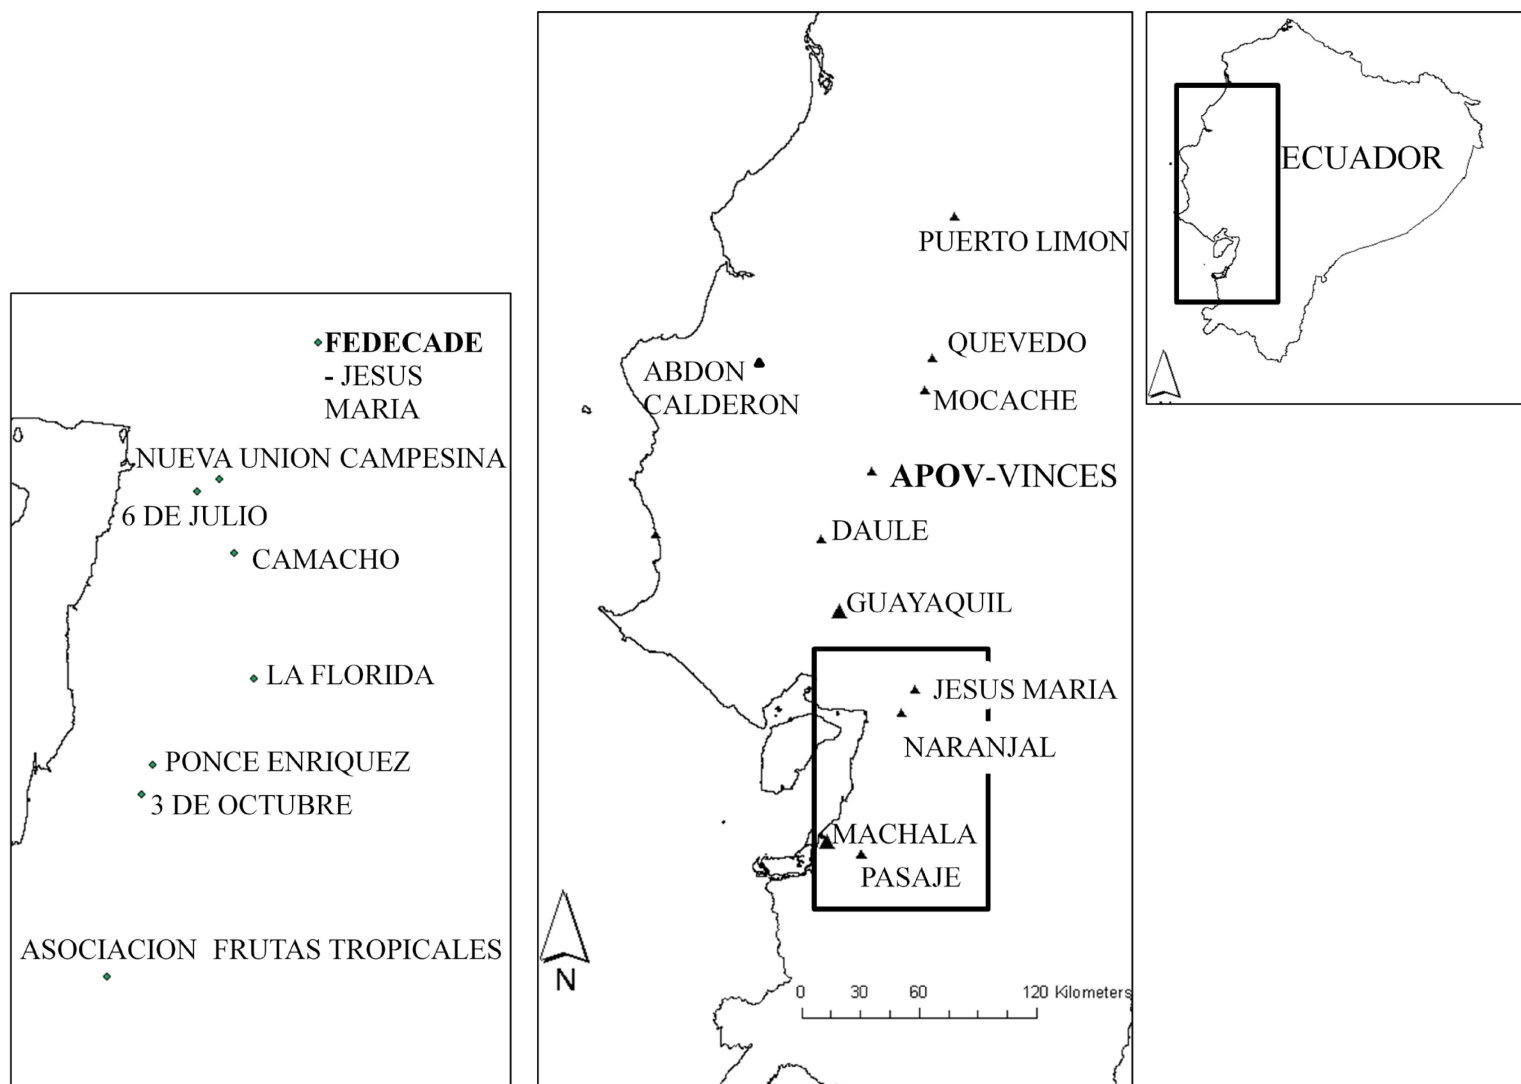 FEDECADE
- JESUS
MARIA
NUEVA UNION CAMPESINA
6 DE JULIO
CAMACHO
LA FLORIDA
PONCE ENRIQUEZ
3 DE OCTUBRE
ASOCIACION FRUTAS TROPICALES
PUERTO LIMON
QUEVEDO
ABDON
CALDERON
MOCACHE
APOV-VINCES
DAULE
GUAYAQUIL
JESUS MARIA
NARANJAL
MACHALA
PASAJE
N
0 30 60 120 Kilometers
ECUADOR